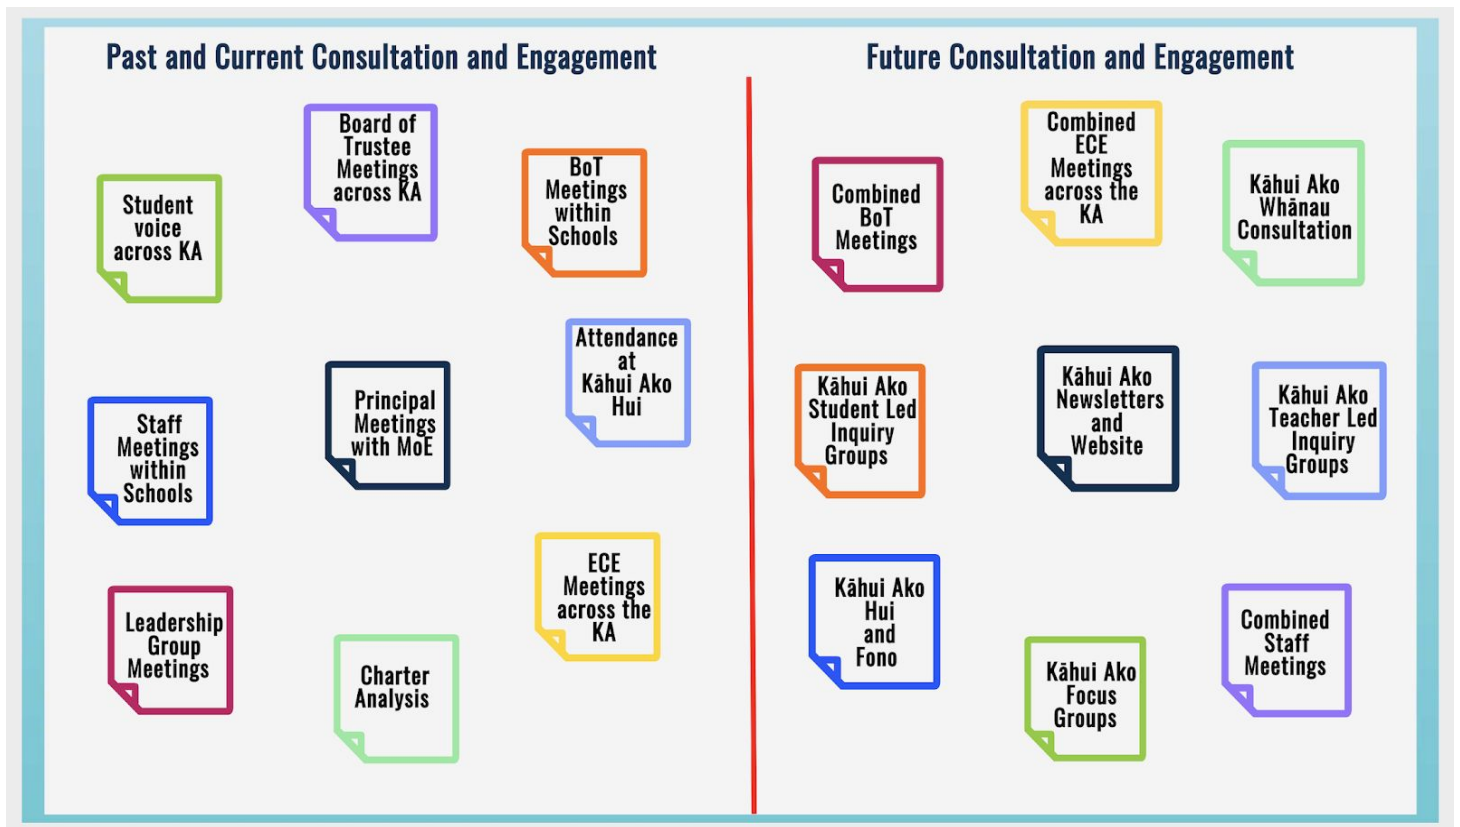 Past and Current Consultation and Engagement
Board of
Trustee
Meetings
across KA
BoT
Meetings
within
Schools
Student
voice
across KA
Attendance
at
Kāhui Ako
Hui
Principal
Meetings
with MoE
Staff
Meetings
within
Schools
ECE
Meetings
across the
KA
Leadership
Group
Meetings
Charter
Analysis
Future Consultation and Engagement
Combined
ECE
Meetings
across the
KA
Combined
BoT
Meetings
Kāhui Ako
Whānau
Consultation
Kāhui Ako
Student Led
Inquiry
Groups
Kāhui Ako
Newsletters
and
Website
Kāhui Ako
Teacher Led
Inquiry
Groups
Kāhui Ako
Hui
and
Fono
Kāhui Ako
Focus
Groups
Combined
Staff
Meetings